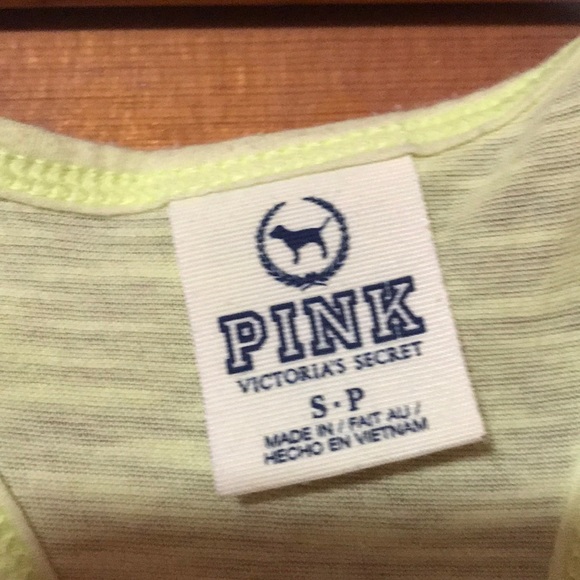 PINK
VICTORIA'S SECRET
S · P
MADE IN / FAIT AU /
HECHO EN VIETNAM